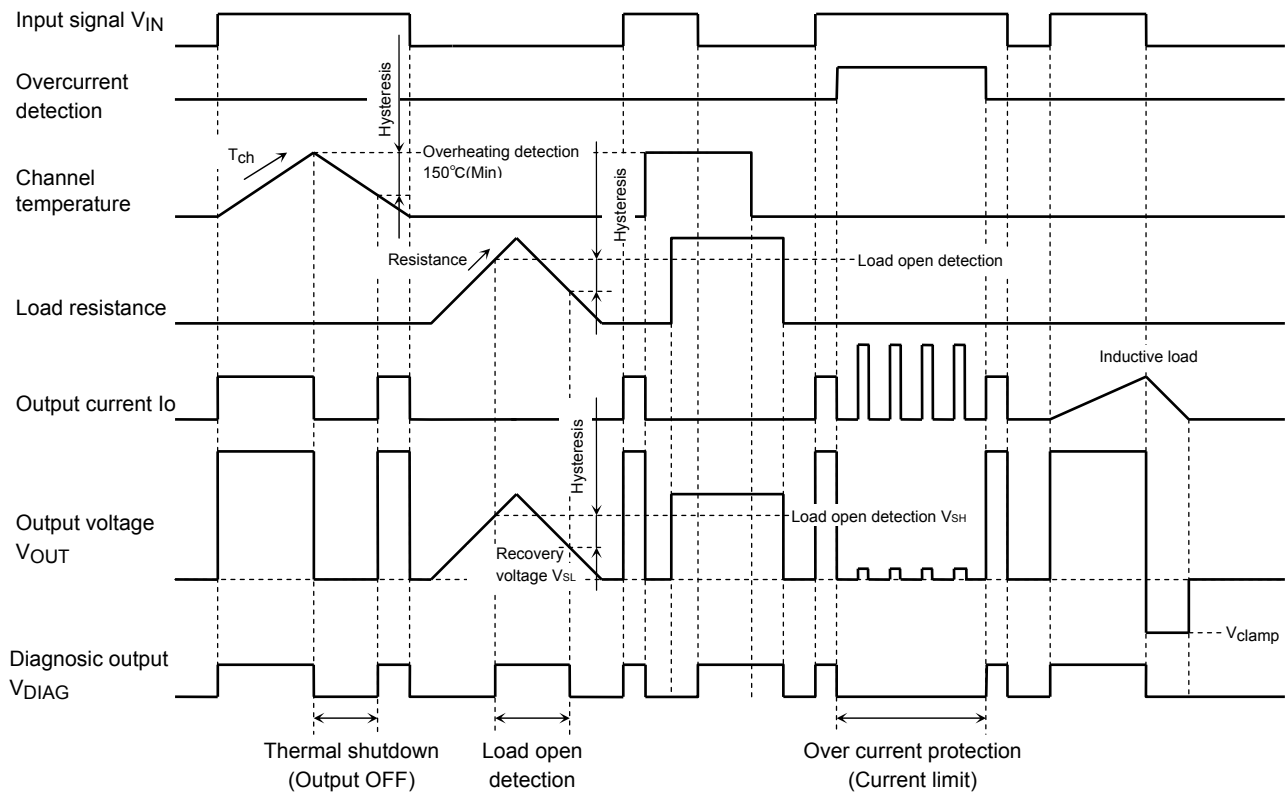 Input signal VIN
Overcurrent
detection
Hysteresis
Tch
Overheating detection
150°C(Min)
Channel
temperature
Hysteresis
Resistance
Load open detection
Load resistance
Inductive load
Output current Io
Hysteresis
Output voltage
VOUT
Load open detection VSH
Recovery
voltage VSL
Vclamp
Diagnosic output
VDIAG
Thermal shutdown
(Output OFF)
Load open
detection
Over current protection
(Current limit)